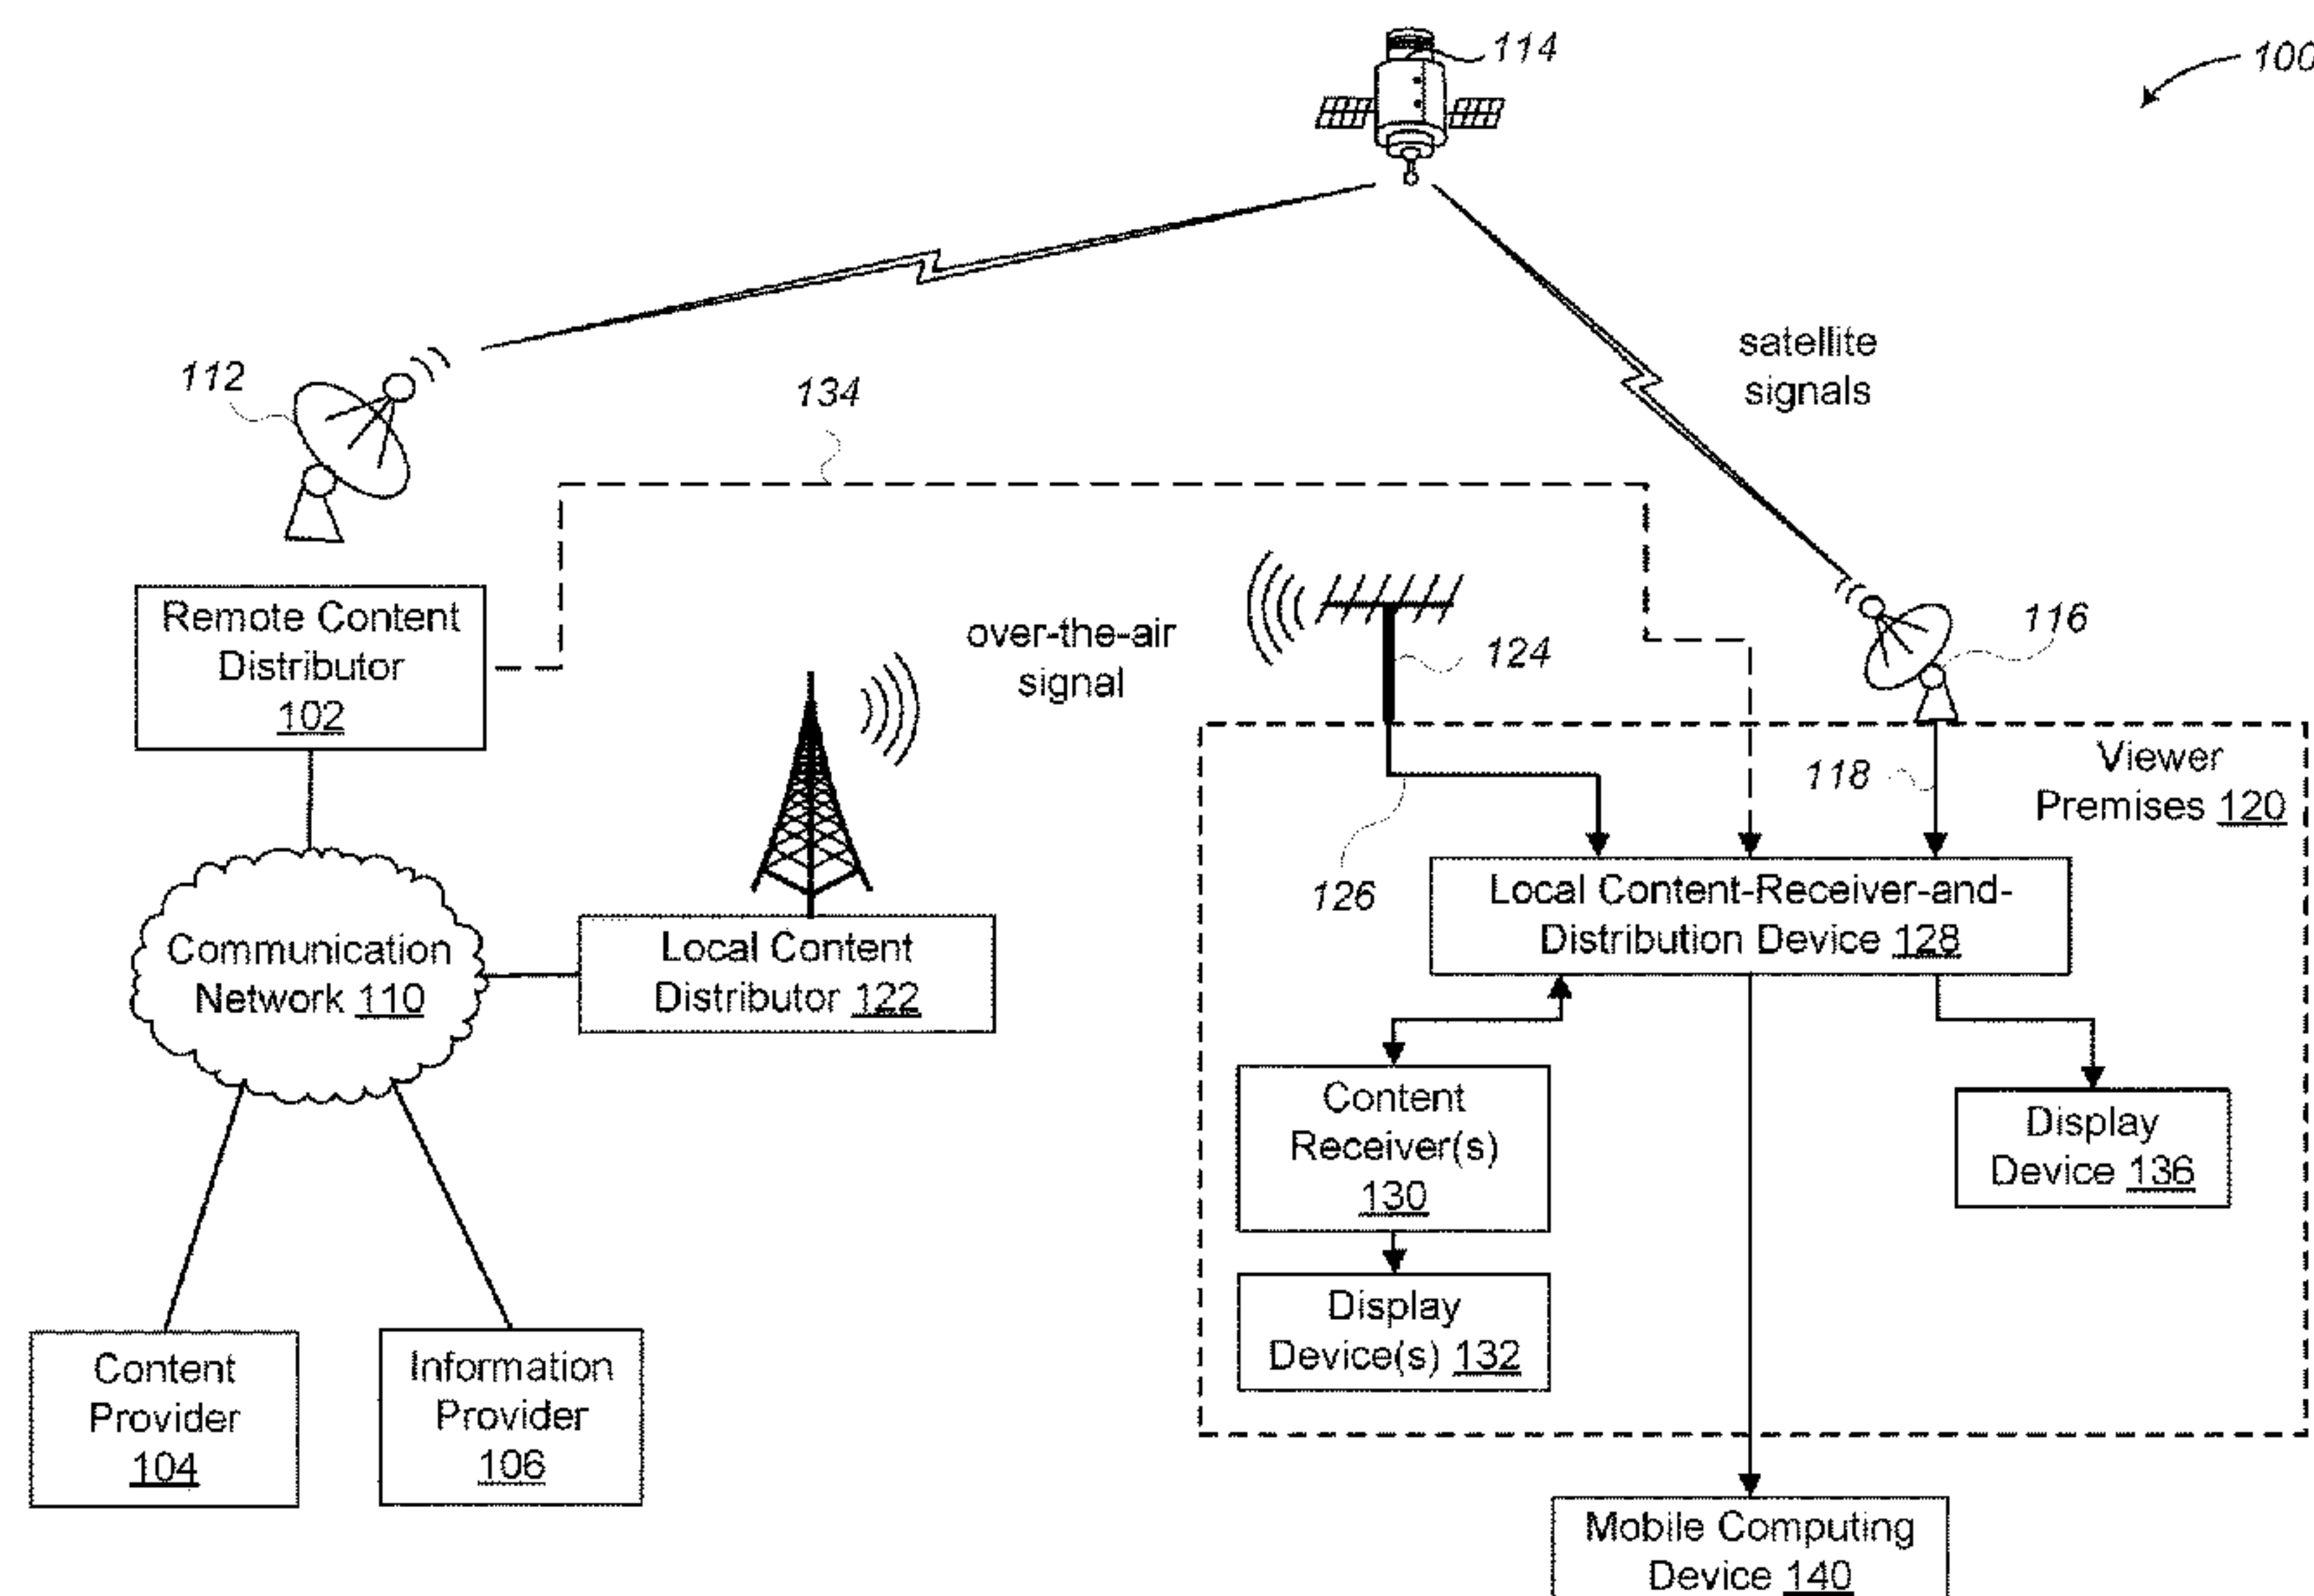 114
100
satellite
signals
112
134
Remote Content
Distributor
102
over-the-air
signal
124
116
118
Viewer
Premises 120
126
Local Content-Receiver-and-
Distribution Device 128
Communication
Network 110
Local Content
Distributor 122
Content
Receiver(s)
130
Display
Device 136
Display
Device(s) 132
Content
Provider
104
Information
Provider
106
Mobile Computing
Device 140